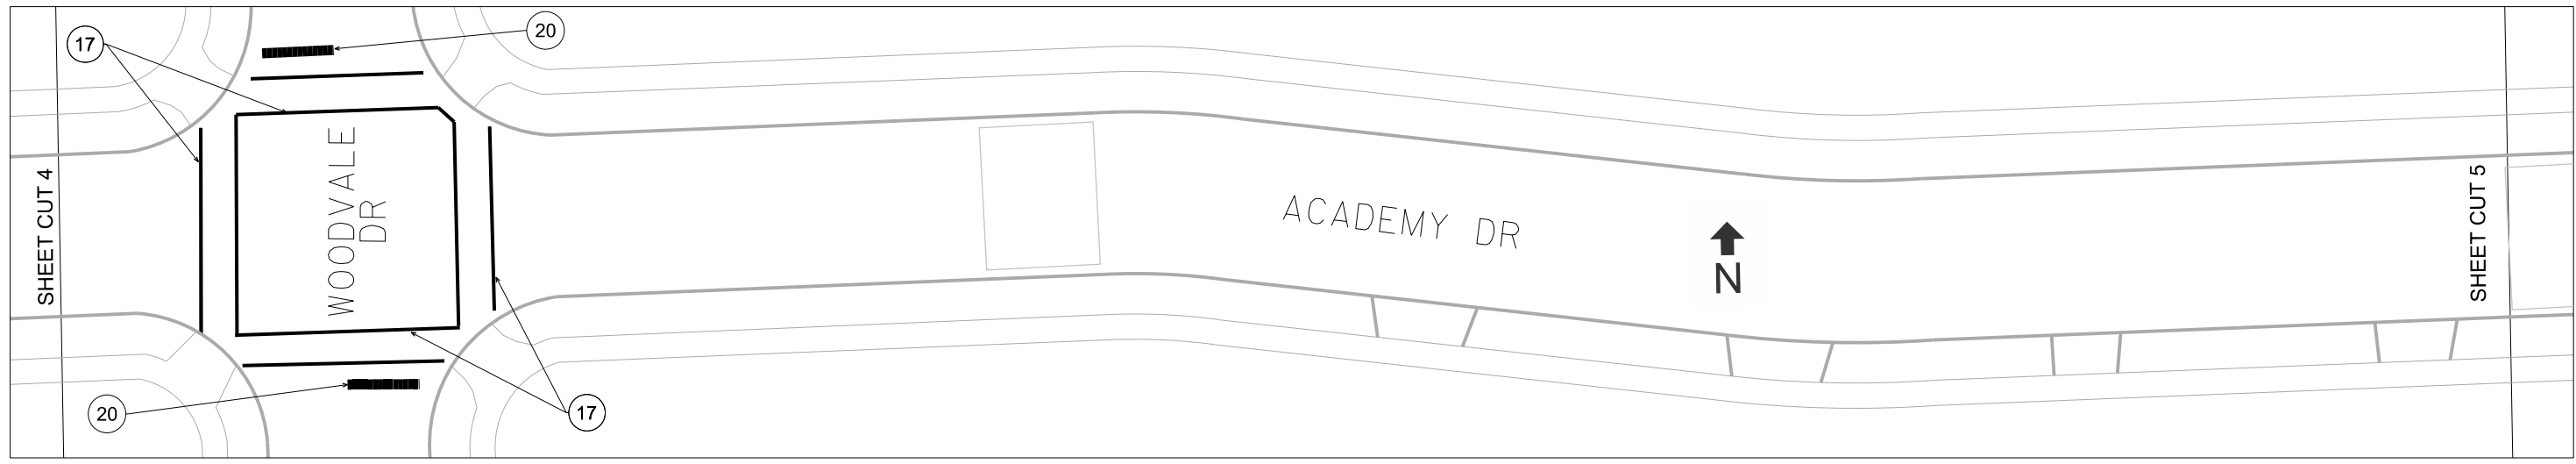 17
20
SHEET CUT 4
WOODVALE
DR
ACADEMY DR
N
SHEET CUT 5
20
17